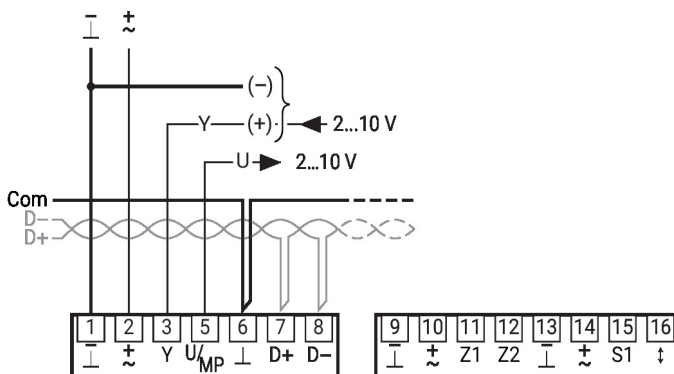 ⊥ ~
(–)
Y (+) 2...10 V
U 2...10 V
Com
D–
D+
1 2 3 5 6 7 8 9 10 11 12 13 14 15 16
⊥ ~ Y U/MP ⊥ D+ D– ⊥ ~ Z1 Z2 ⊥ ~ S1 ↕